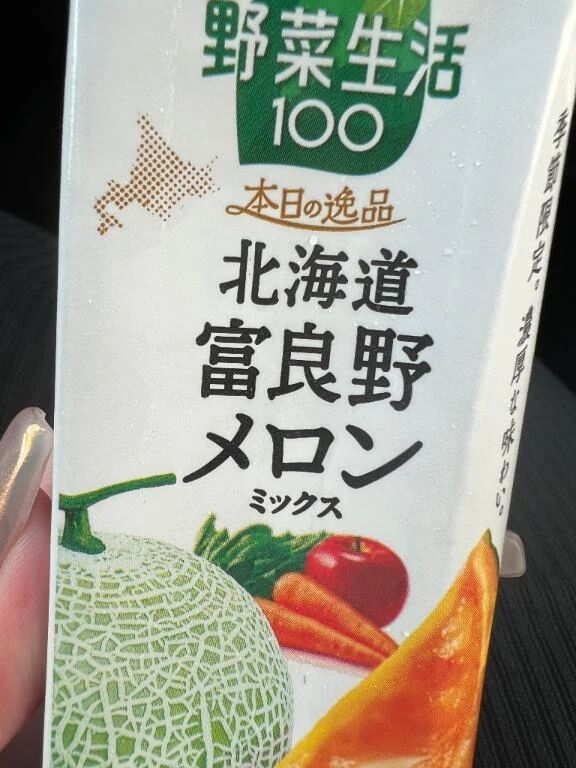 野菜生活
100
本日の逸品
北海道
富良野
メロン
ミックス
季節限定。濃厚な味わい。